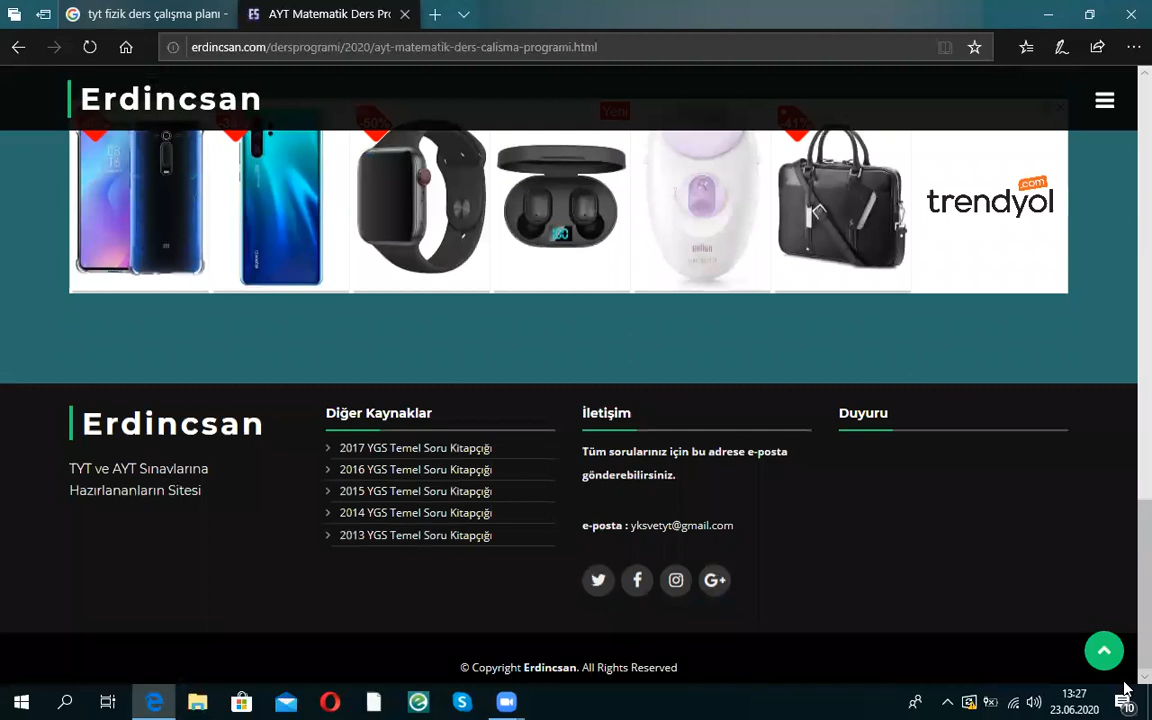 tyt fizik ders çalışma planı -
AYT Matematik Ders Pro
erdincsan.com/dersprogrami/2020/ayt-matematik-ders-calisma-programi.html
Erdincsan
-50%
Yeni
-41%
BRAUN
trendyol
.com
Erdincsan
TYT ve AYT Sınavlarına
Hazırlananların Sitesi
Diğer Kaynaklar
2017 YGS Temel Soru Kitapçığı
2016 YGS Temel Soru Kitapçığı
2015 YGS Temel Soru Kitapçığı
2014 YGS Temel Soru Kitapçığı
2013 YGS Temel Soru Kitapçığı
İletişim
Tüm sorularınız için bu adrese e-posta
gönderebilirsiniz.
e-posta : yksvetyt@gmail.com
Duyuru
© Copyright Erdincsan. All Rights Reserved
13:27
23.06.2020
10